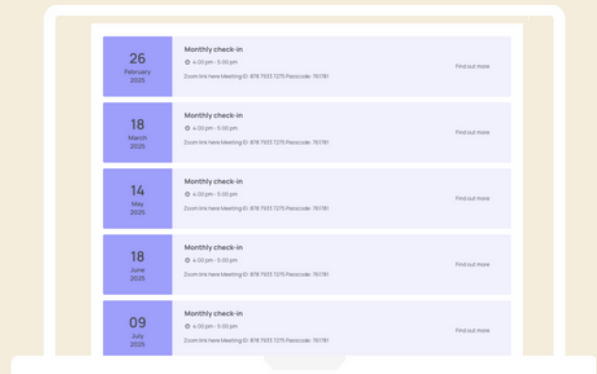 26
February
2025
Monthly check-in
4:00 pm - 5:00 pm
Zoom link here Meeting ID: 878 7933 7275 Passcode: 761781
Find out more
18
March
2025
Monthly check-in
4:00 pm - 5:00 pm
Zoom link here Meeting ID: 878 7933 7275 Passcode: 761781
Find out more
14
May
2025
Monthly check-in
4:00 pm - 5:00 pm
Zoom link here Meeting ID: 878 7933 7275 Passcode: 761781
Find out more
18
June
2025
Monthly check-in
4:00 pm - 5:00 pm
Zoom link here Meeting ID: 878 7933 7275 Passcode: 761781
Find out more
09
July
2025
Monthly check-in
4:00 pm - 5:00 pm
Zoom link here Meeting ID: 878 7933 7275 Passcode: 761781
Find out more